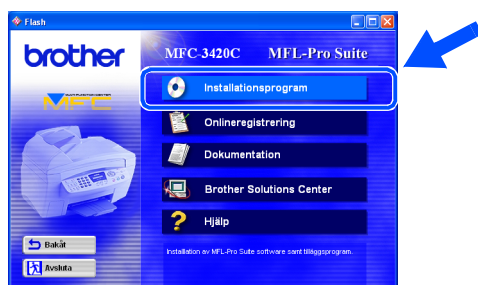 Flash
brother
MFC-3420C MFL-Pro Suite
Installationsprogram
MFC
Onlineregistrering
Dokumentation
Brother Solutions Center
Hjälp
Bakåt
Installation av MFL-Pro Suite software samt tilläggsprogram.
Avsluta